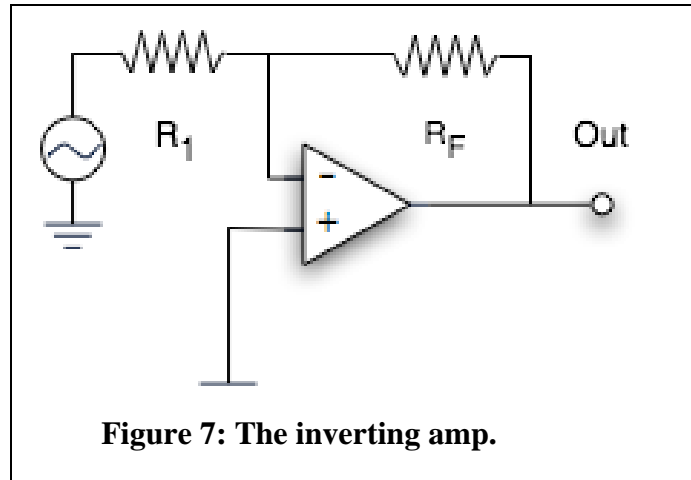 R1
RF
Out
-
+
Figure 7: The inverting amp.